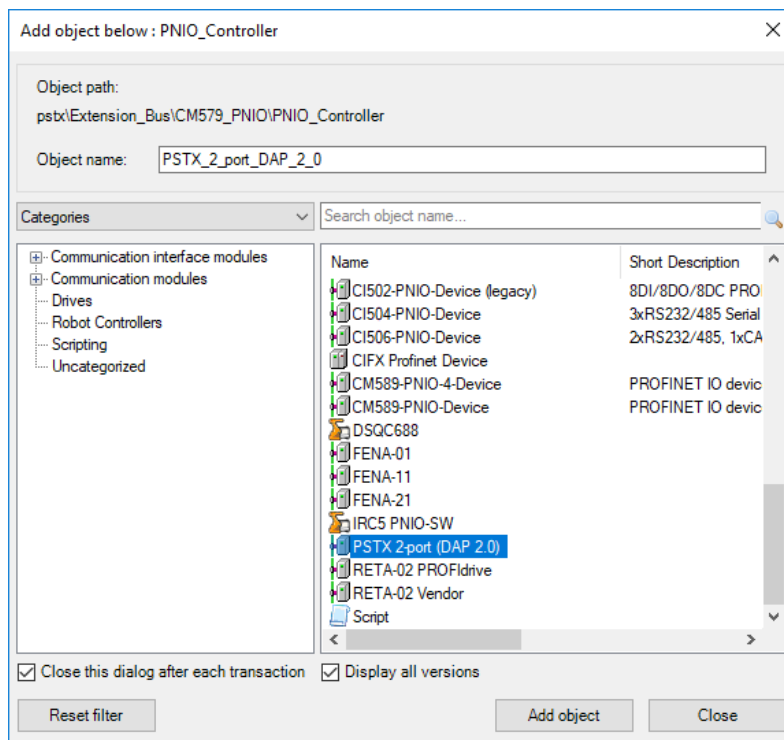 Add object below : PNIO_Controller
Object path:
pstx\Extension_Bus\CM579_PNIO\PNIO_Controller
Object name: PSTX_2_port_DAP_2_0
Categories
Search object name...
Communication interface modules
Communication modules
Drives
Robot Controllers
Scripting
Uncategorized
Name Short Description
CI502-PNIO-Device (legacy) 8DI/8DO/8DC PROI
CI504-PNIO-Device 3xRS232/485 Serial
CI506-PNIO-Device 2xRS232/485, 1xCA
CIFX Profinet Device
CM589-PNIO-4-Device PROFINET IO devic
CM589-PNIO-Device PROFINET IO devic
DSQC688
FENA-01
FENA-11
FENA-21
IRC5 PNIO-SW
PSTX 2-port (DAP 2.0)
RETA-02 PROFIdrive
RETA-02 Vendor
Script
Close this dialog after each transaction
Display all versions
Reset filter
Add object
Close